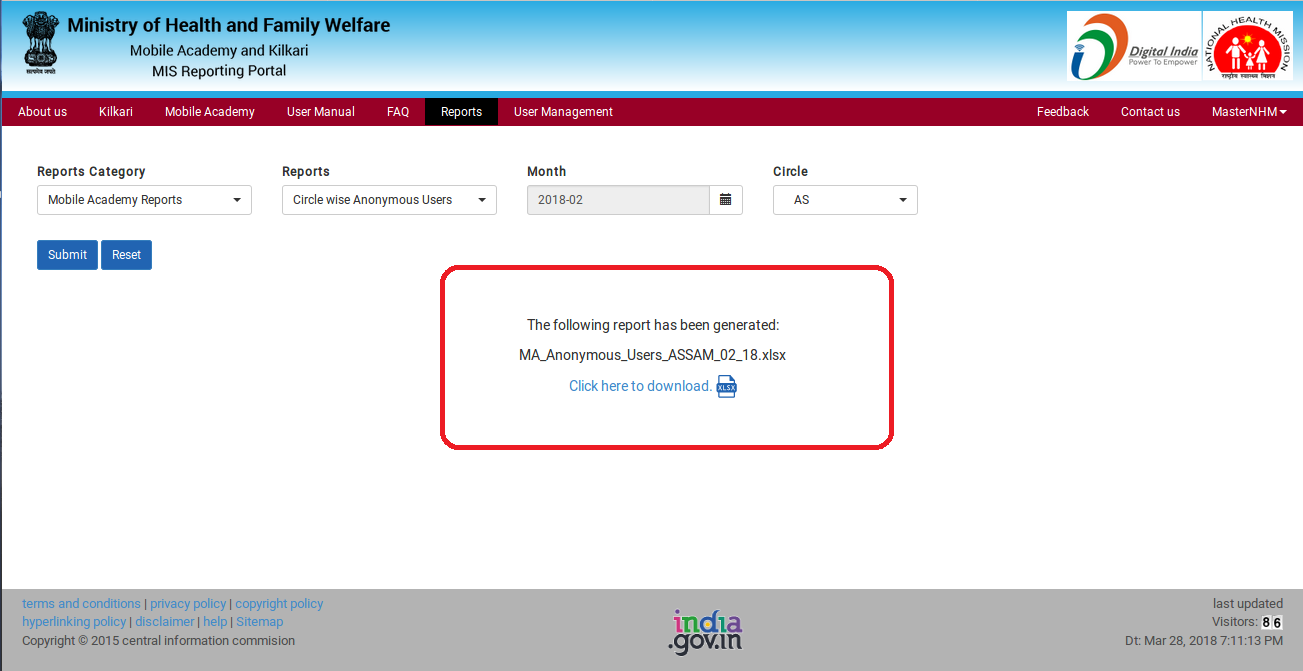 Ministry of Health and Family Welfare
Mobile Academy and Kilkari
MIS Reporting Portal
सत्यमेव जयते
Digital India
Power To Empower
NATIONAL HEALTH MISSION
राष्ट्रीय स्वास्थ्य मिशन
About us Kilkari Mobile Academy User Manual FAQ Reports User Management Feedback Contact us MasterNHM
Reports Category Reports Month Circle
Mobile Academy Reports Circle wise Anonymous Users 2018-02 AS
Submit Reset
The following report has been generated:
MA_Anonymous_Users_ASSAM_02_18.xlsx
Click here to download. XLSX
terms and conditions | privacy policy | copyright policy
hyperlinking policy | disclaimer | help | Sitemap
Copyright © 2015 central information commision
india
.gov.in
last updated
Visitors: 86
Dt: Mar 28, 2018 7:11:13 PM